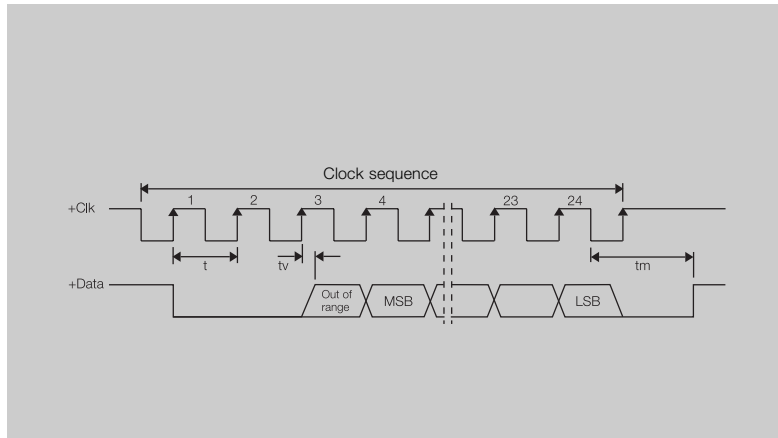 Clock sequence
+Clk 1 2 3 4 23 24
t tv tm
+Data Out of range MSB LSB